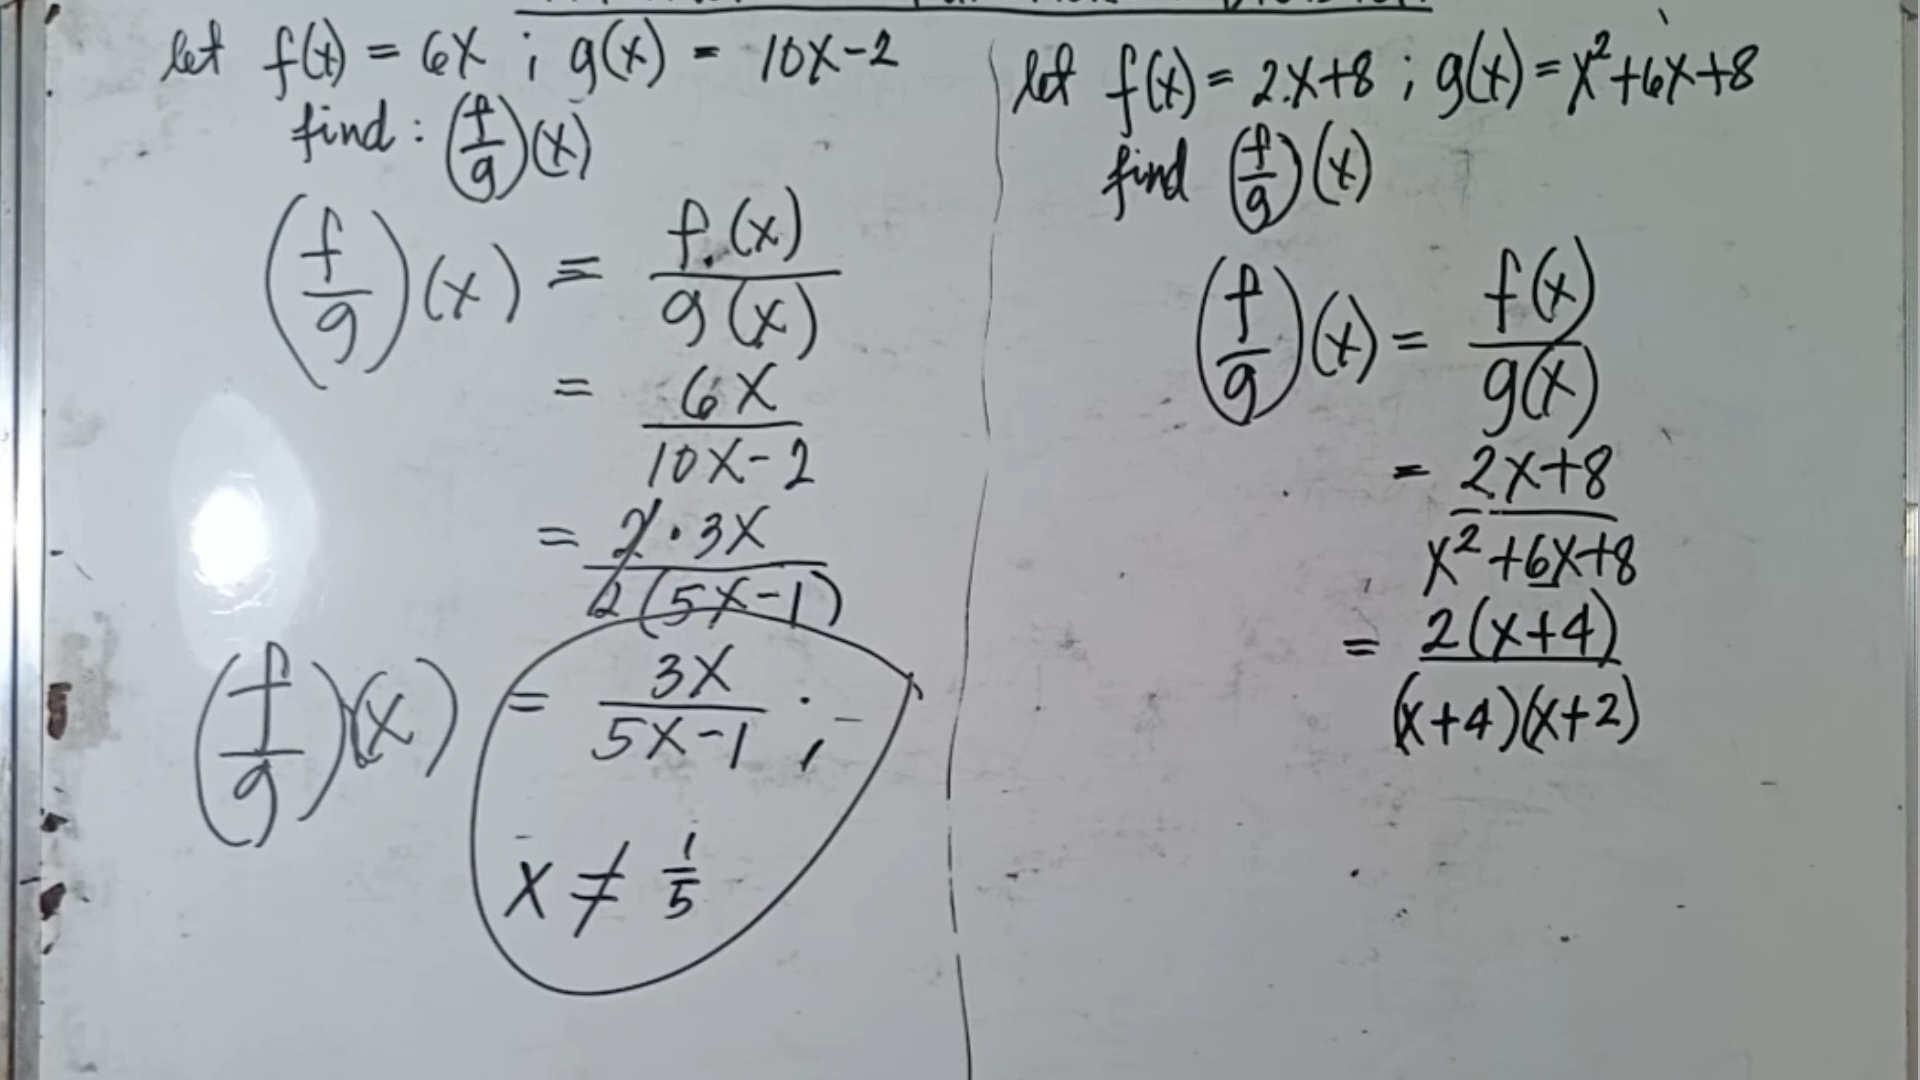 let f(x) = 6x ; g(x) = 10x-2
find : (f/g)(x)
(f/g)(x) = f(x)/g(x)
= 6x/10x-2
= 2·3x/2(5x-1)
(f/g)(x) = 3x/5x-1 ;
x ≠ 1/5
let f(x) = 2x+8 ; g(x) = x²+6x+8
find (f/g)(x)
(f/g)(x) = f(x)/g(x)
= 2x+8/x²+6x+8
= 2(x+4)/(x+4)(x+2)